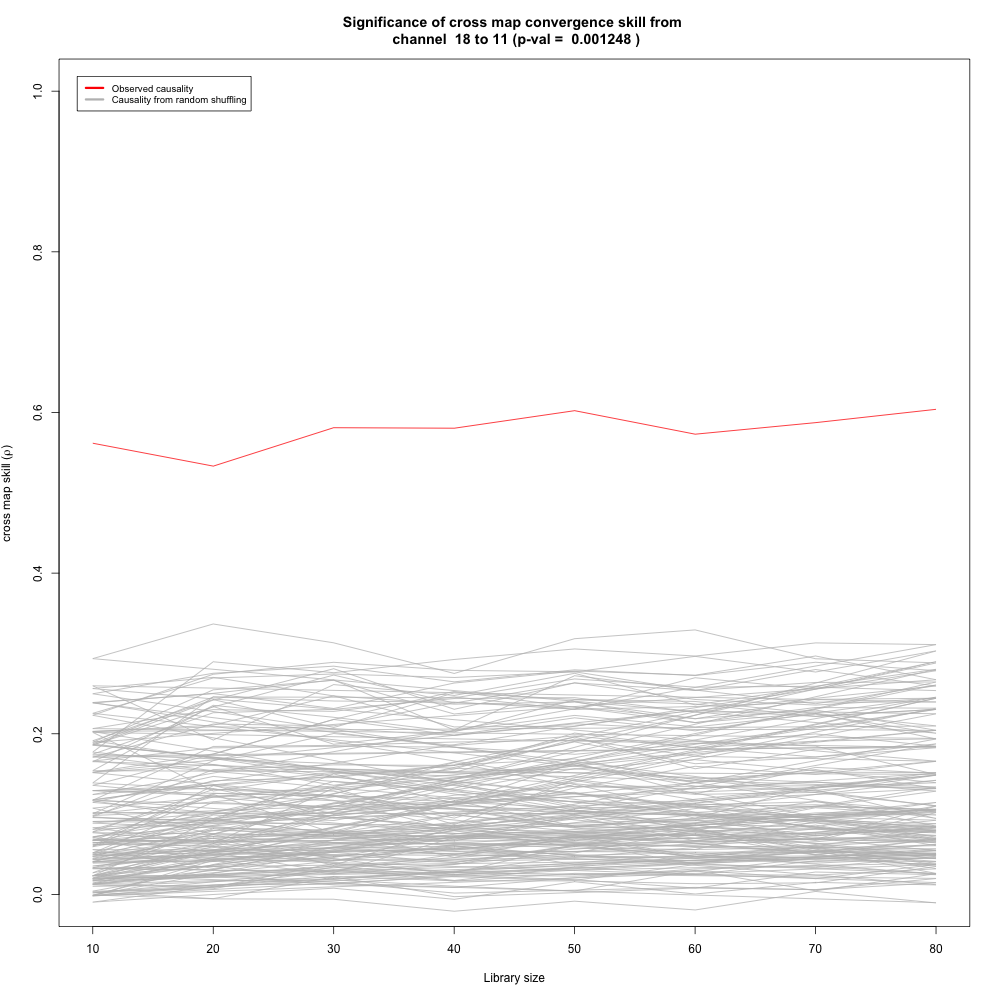 Significance of cross map convergence skill from
channel  18 to 11 (p-val =  0.001248 )
Observed causality
Causality from random shuffling
1.0
0.8
0.6
0.4
0.2
0.0
cross map skill (ρ)
10 20 30 40 50 60 70 80
Library size